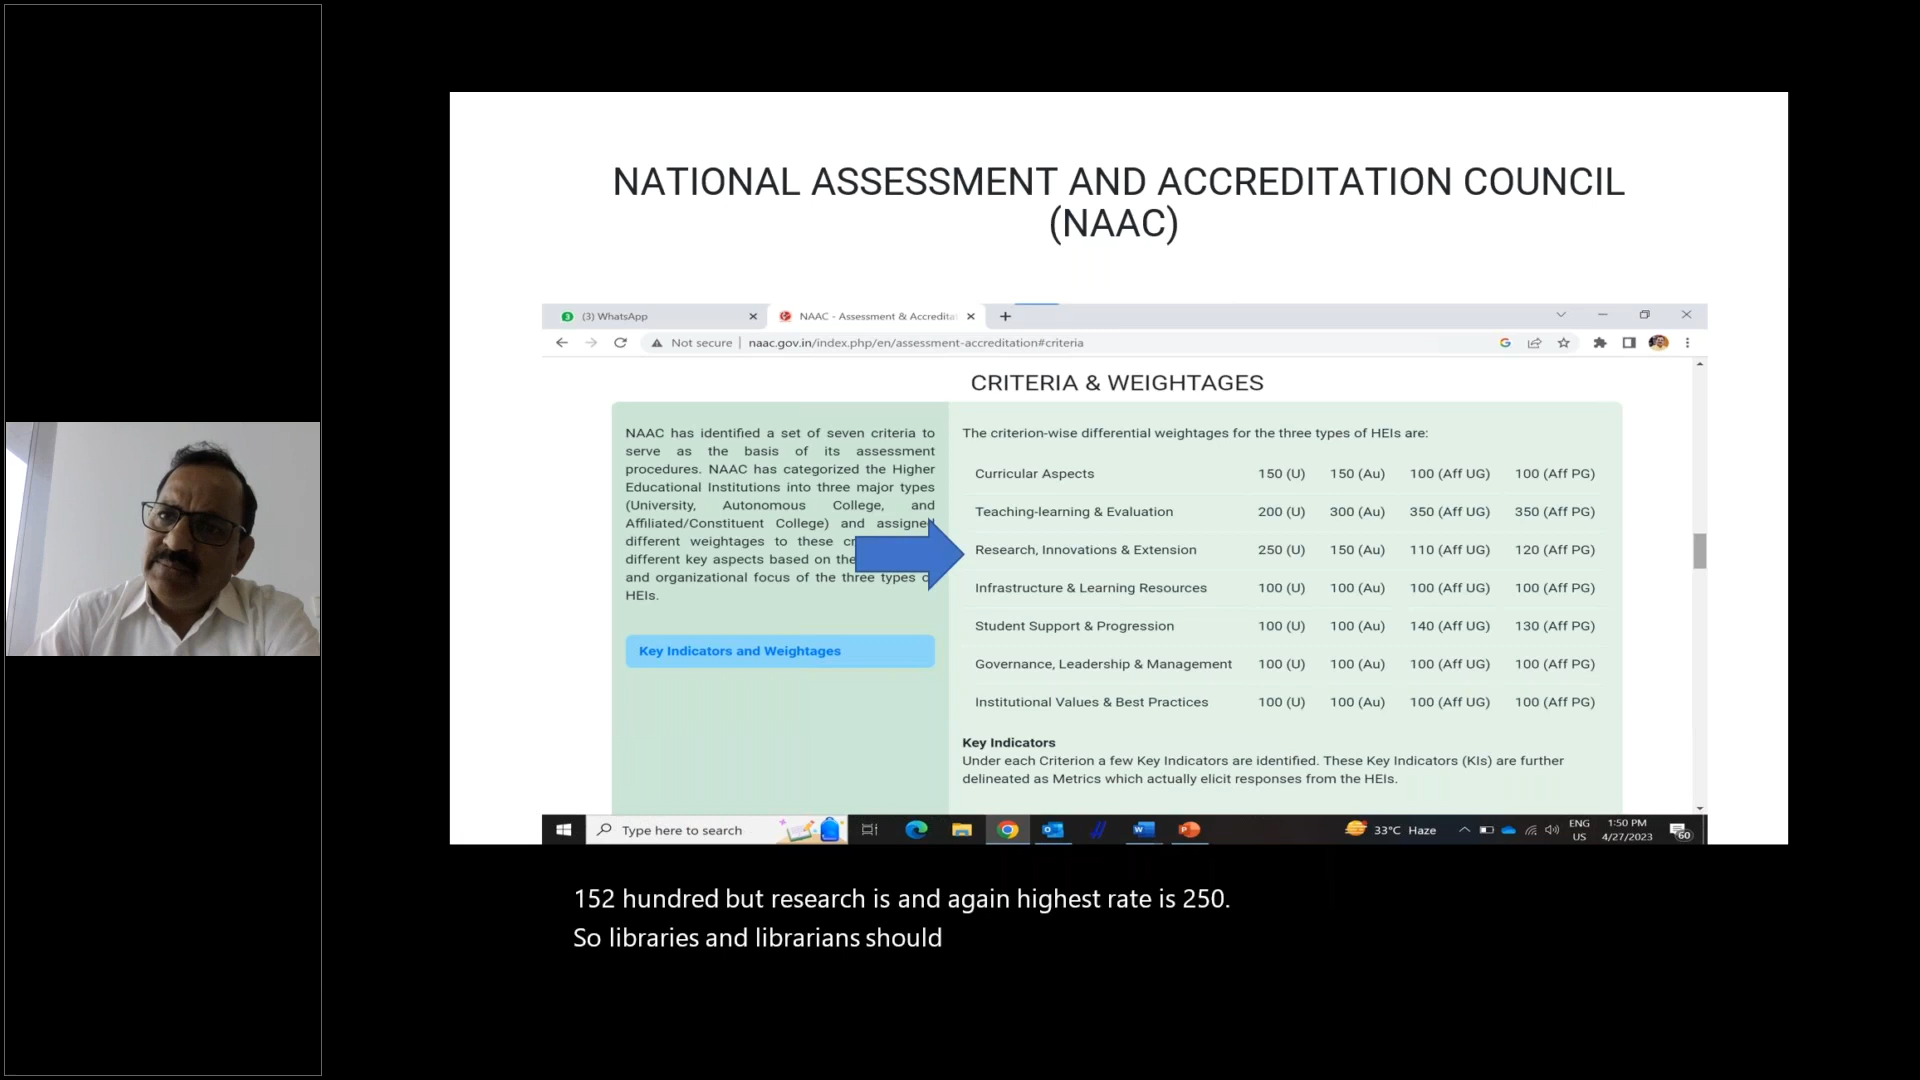 NATIONAL ASSESSMENT AND ACCREDITATION COUNCIL
(NAAC)
(3) WhatsApp
NAAC - Assessment & Accredita
Not secure | naac.gov.in/index.php/en/assessment-accreditation#criteria
CRITERIA & WEIGHTAGES
NAAC has identified a set of seven criteria to
serve as the basis of its assessment
procedures. NAAC has categorized the Higher
Educational Institutions into three major types
(University, Autonomous College, and
Affiliated/Constituent College) and assigned
different weightages to these
different key aspects based on the
and organizational focus of the three types
HEIs.
Key Indicators and Weightages
The criterion-wise differential weightages for the three types of HEIs are:
Curricular Aspects 150 (U) 150 (Au) 100 (Aff UG) 100 (Aff PG)
Teaching-learning & Evaluation 200 (U) 300 (Au) 350 (Aff UG) 350 (Aff PG)
Research, Innovations & Extension 250 (U) 150 (Au) 110 (Aff UG) 120 (Aff PG)
Infrastructure & Learning Resources 100 (U) 100 (Au) 100 (Aff UG) 100 (Aff PG)
Student Support & Progression 100 (U) 100 (Au) 140 (Aff UG) 130 (Aff PG)
Governance, Leadership & Management 100 (U) 100 (Au) 100 (Aff UG) 100 (Aff PG)
Institutional Values & Best Practices 100 (U) 100 (Au) 100 (Aff UG) 100 (Aff PG)
Key Indicators
Under each Criterion a few Key Indicators are identified. These Key Indicators (KIs) are further
delineated as Metrics which actually elicit responses from the HEIs.
Type here to search
33°C Haze
ENG
US
1:50 PM
4/27/2023
60
152 hundred but research is and again highest rate is 250.
So libraries and librarians should